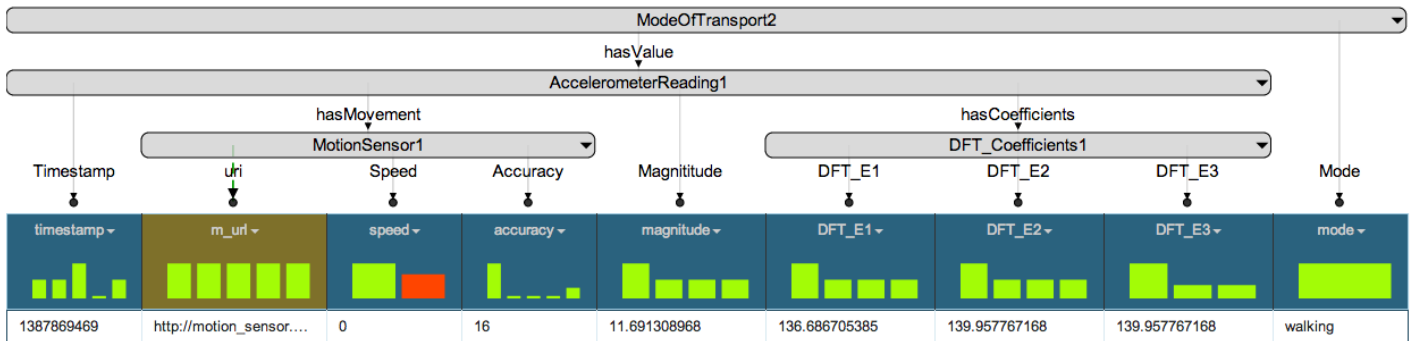 ModeOfTransport2
hasValue
AccelerometerReading1
hasMovement hasCoefficients
MotionSensor1 DFT_Coefficients1
Timestamp uri Speed Accuracy Magnititude DFT_E1 DFT_E2 DFT_E3 Mode
timestamp m_url speed accuracy magnitude DFT_E1 DFT_E2 DFT_E3 mode
1387869469 http://motion_sensor.... 0 16 11.691308968 136.686705385 139.957767168 139.957767168 walking